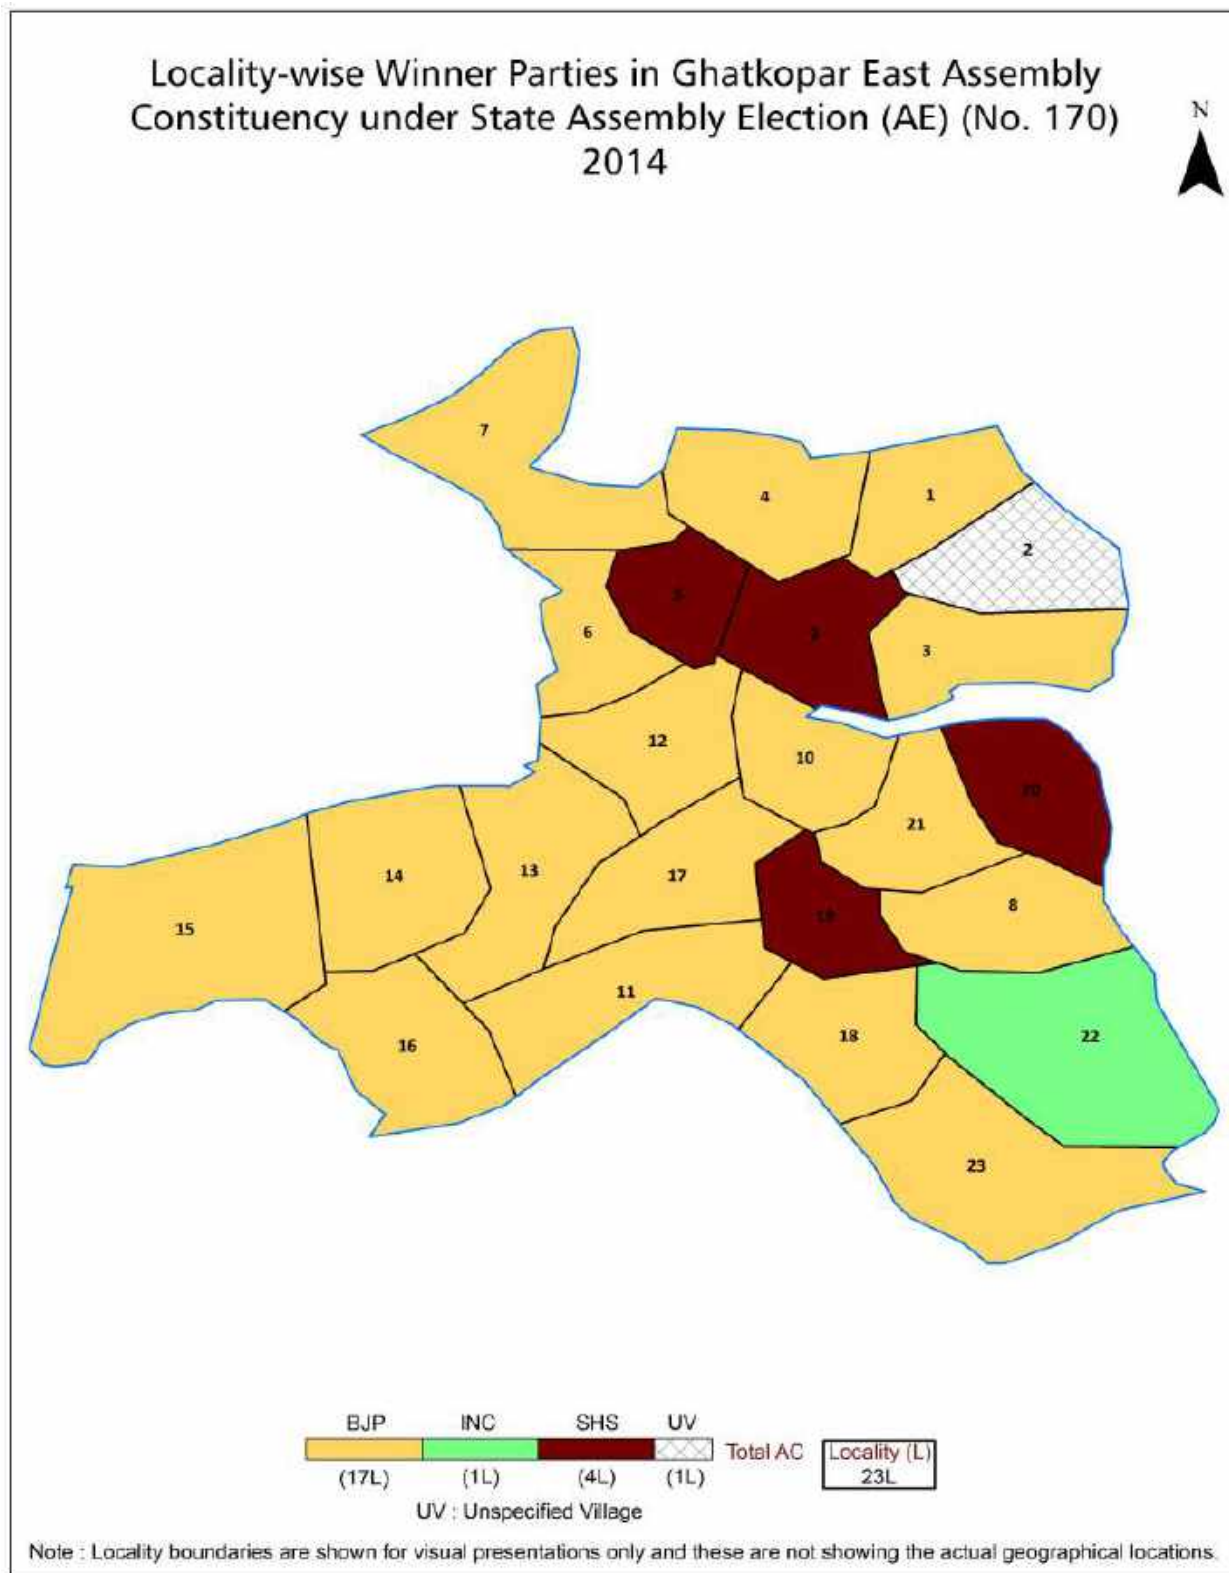 Locality-wise Winner Parties in Ghatkopar East Assembly
Constituency under State Assembly Election (AE) (No. 170)
2014
N
7
4
1
2
5
6
3
12
10
20
21
14
13
17
8
15
11
22
16
18
23
BJP INC SHS UV
Total AC Locality (L)
(17L) (1L) (4L) (1L) 23L
UV : Unspecified Village
Note : Locality boundaries are shown for visual presentations only and these are not showing the actual geographical locations.